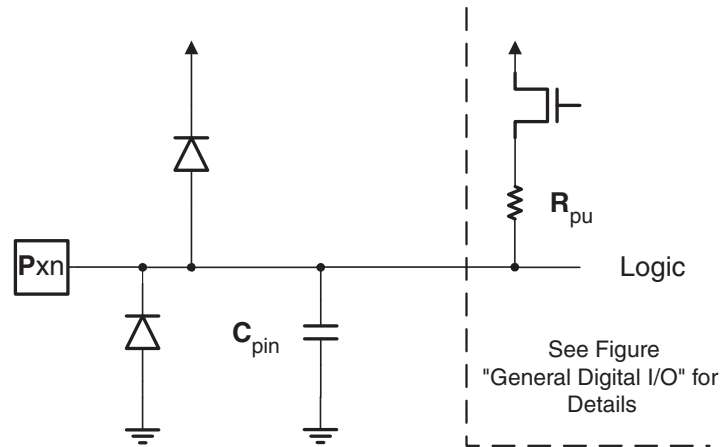 Rpu
Pxn
Logic
Cpin
See Figure
"General Digital I/O" for
Details